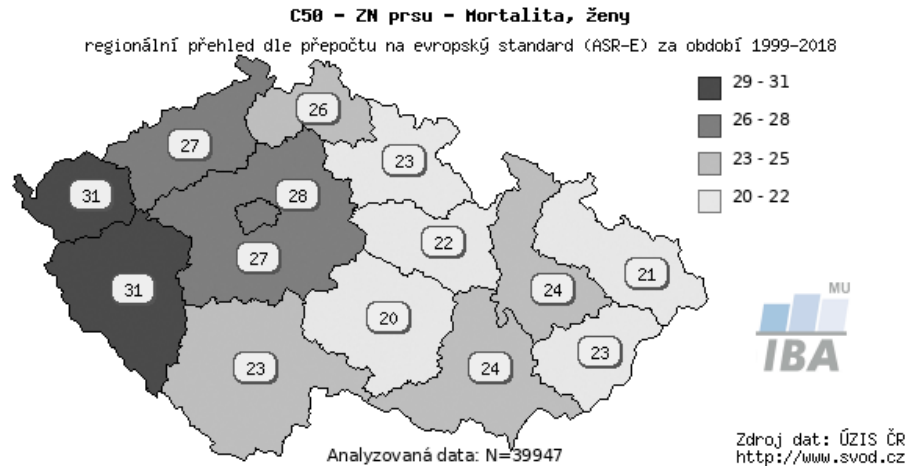 C50 - ZN prsu - Mortalita, ženy
regionální přehled dle přepočtu na evropský standard (ASR-E) za období 1999-2018
29 - 31
26 - 28
23 - 25
20 - 22
26
27
23
31
28
22
27
21
31
24
20
23
23
24
MU
IBA
Analyzovaná data: N=39947
Zdroj dat: ÚZIS ČR
http://www.svod.cz